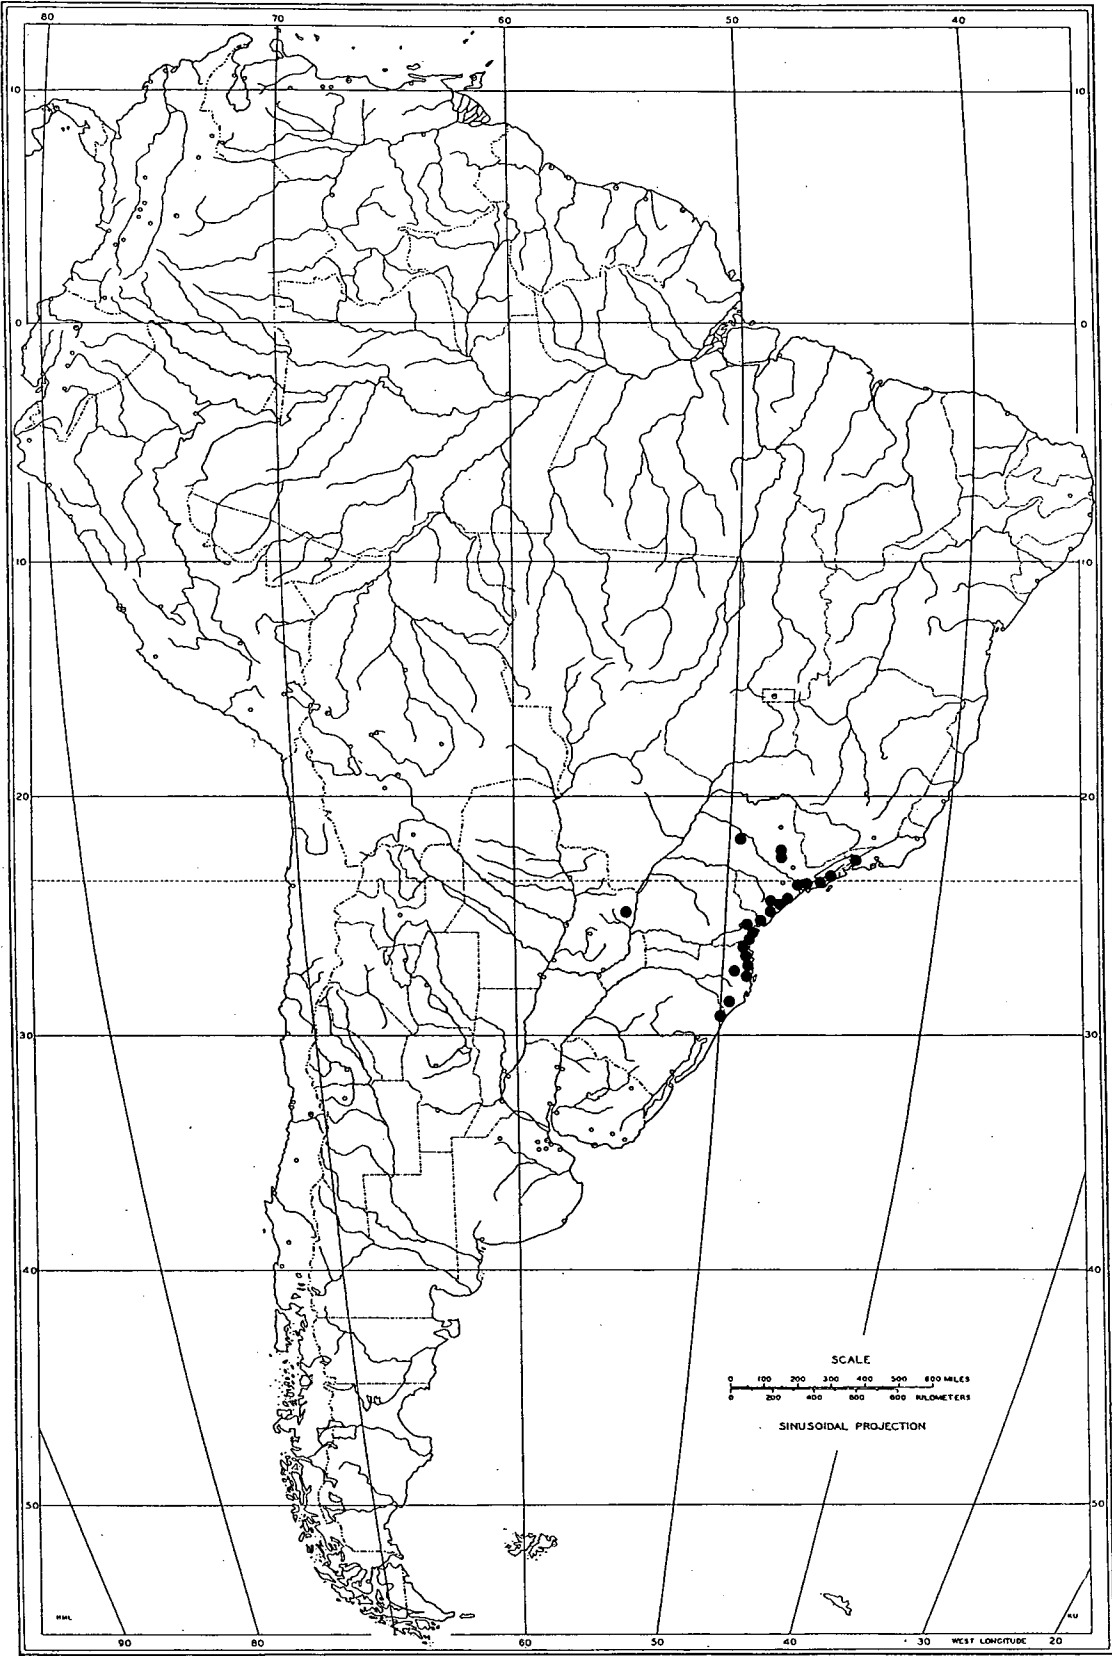 80 70 60 50 40
10 10
0 0
10 10
20 20
30 30
40 40
SCALE
0 100 200 300 400 500 600 MILES
0 200 400 600 KILOMETERS
SINUSOIDAL PROJECTION
50 50
HML KU
90 80 60 50 40 30 WEST LONGITUDE 20